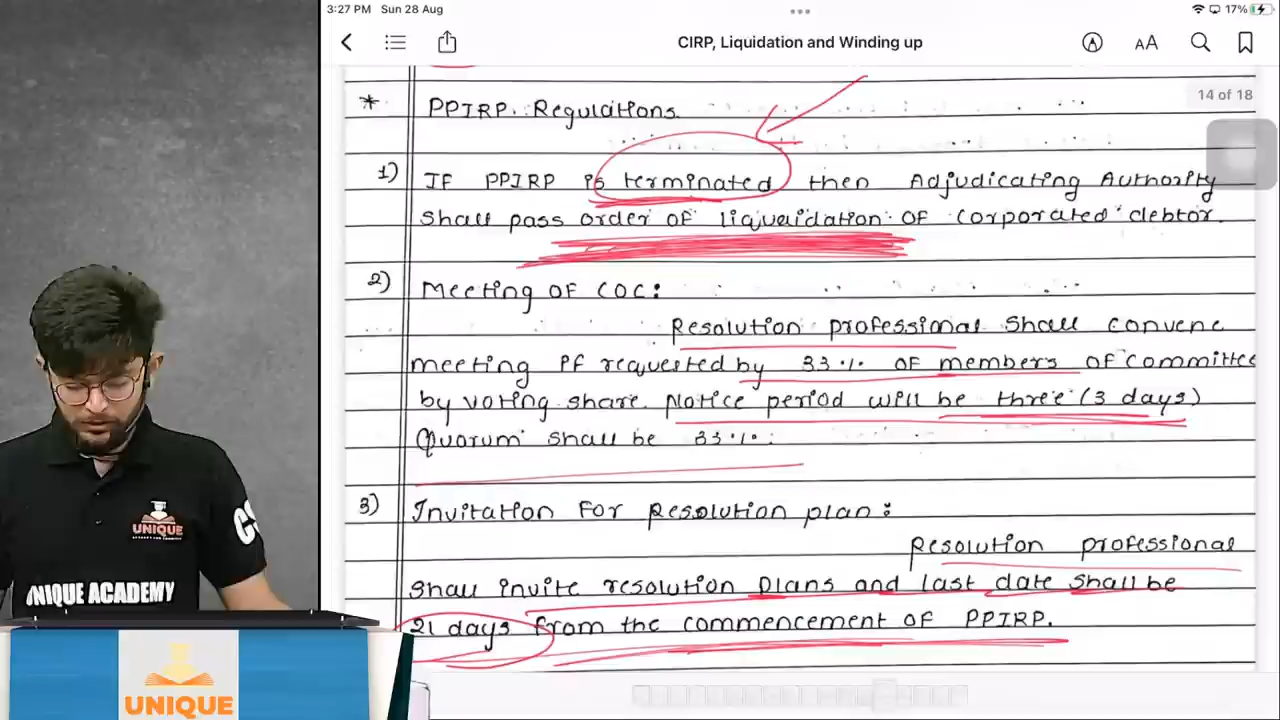 3:27 PM Sun 28 Aug
17%
CIRP, Liquidation and Winding up
AA
14 of 18
* PPIRP. Regulations.
1) IF PPIRP is terminated then Adjudicating Authority
Shall pass order of liquaidation of corporated debtor.
2) Meeting of COC:
Resolution professional Shall convene
meeting if requested by 33% of members of committee
by voting share. Notice period will be three (3 days)
Quorum shall be 33%.
3) Invitation For Resolution plan:
Resolution professional
Shall invite resolution Plans and last date Shall be
21 days from the commencement of PPIRP.
UNIQUE
CS
UNIQUE ACADEMY
UNIQUE